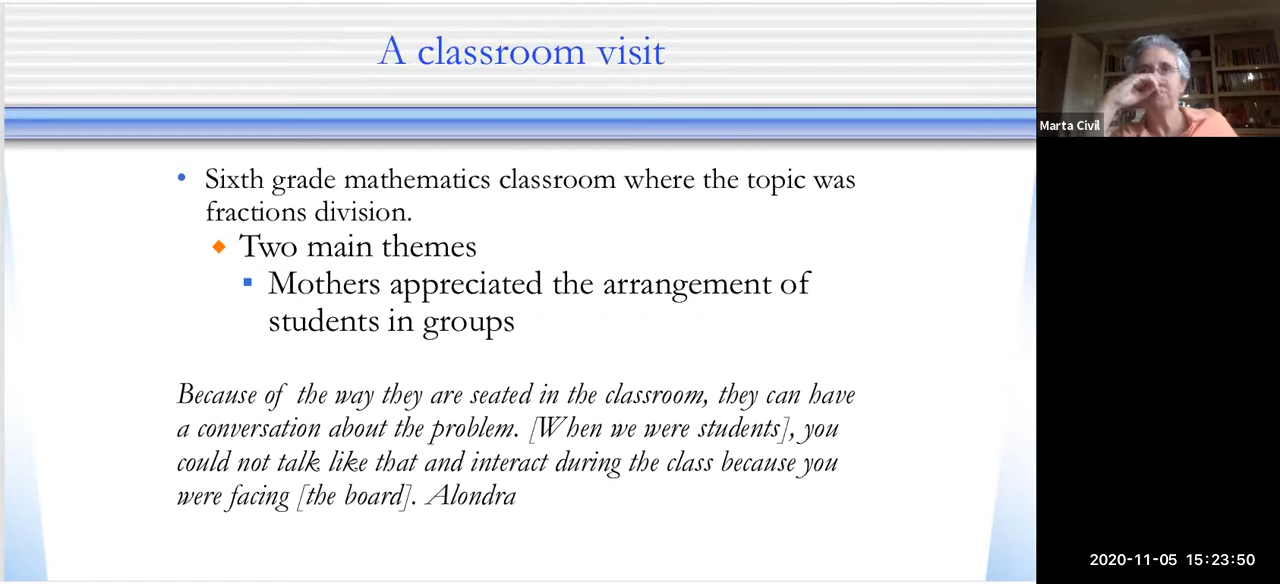 A classroom visit
Marta Civil
• Sixth grade mathematics classroom where the topic was
fractions division.
◆ Two main themes
▪ Mothers appreciated the arrangement of
students in groups
Because of the way they are seated in the classroom, they can have
a conversation about the problem. [When we were students], you
could not talk like that and interact during the class because you
were facing [the board]. Alondra
2020-11-05 15:23:50